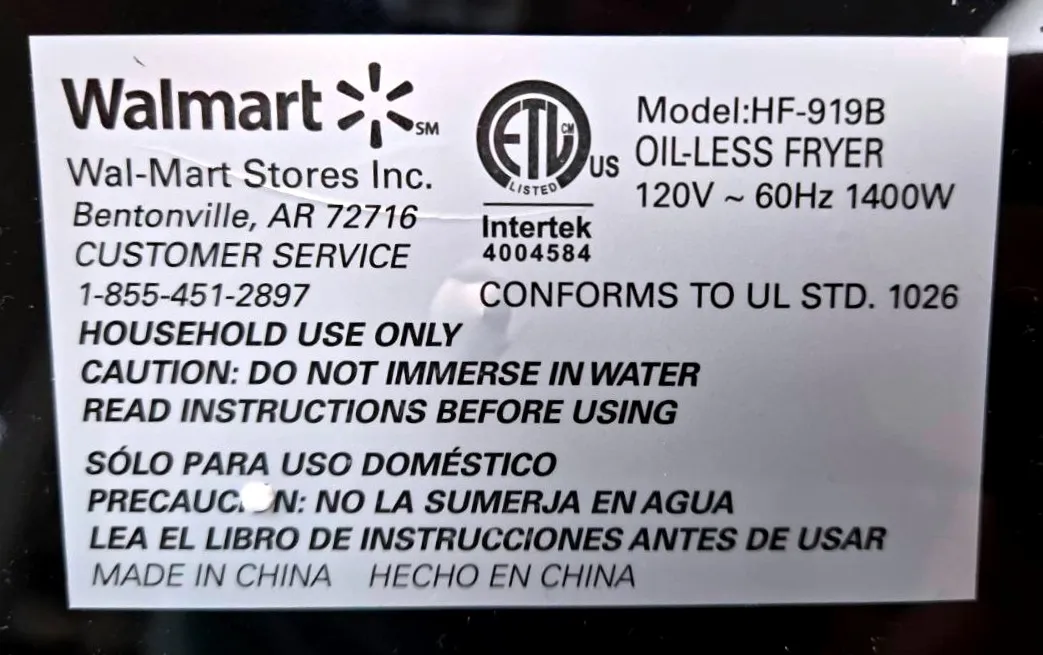 Walmart SM
Wal-Mart Stores Inc.
Bentonville, AR 72716
CUSTOMER SERVICE
1-855-451-2897
ETL CM
LISTED
US
Intertek
4004584
Model:HF-919B
OIL-LESS FRYER
120V ~ 60Hz 1400W
CONFORMS TO UL STD. 1026
HOUSEHOLD USE ONLY
CAUTION: DO NOT IMMERSE IN WATER
READ INSTRUCTIONS BEFORE USING
SÓLO PARA USO DOMÉSTICO
NO LA SUMERJA EN AGUA
LEA EL LIBRO DE INSTRUCCIONES ANTES DE USAR
MADE IN CHINA HECHO EN CHINA